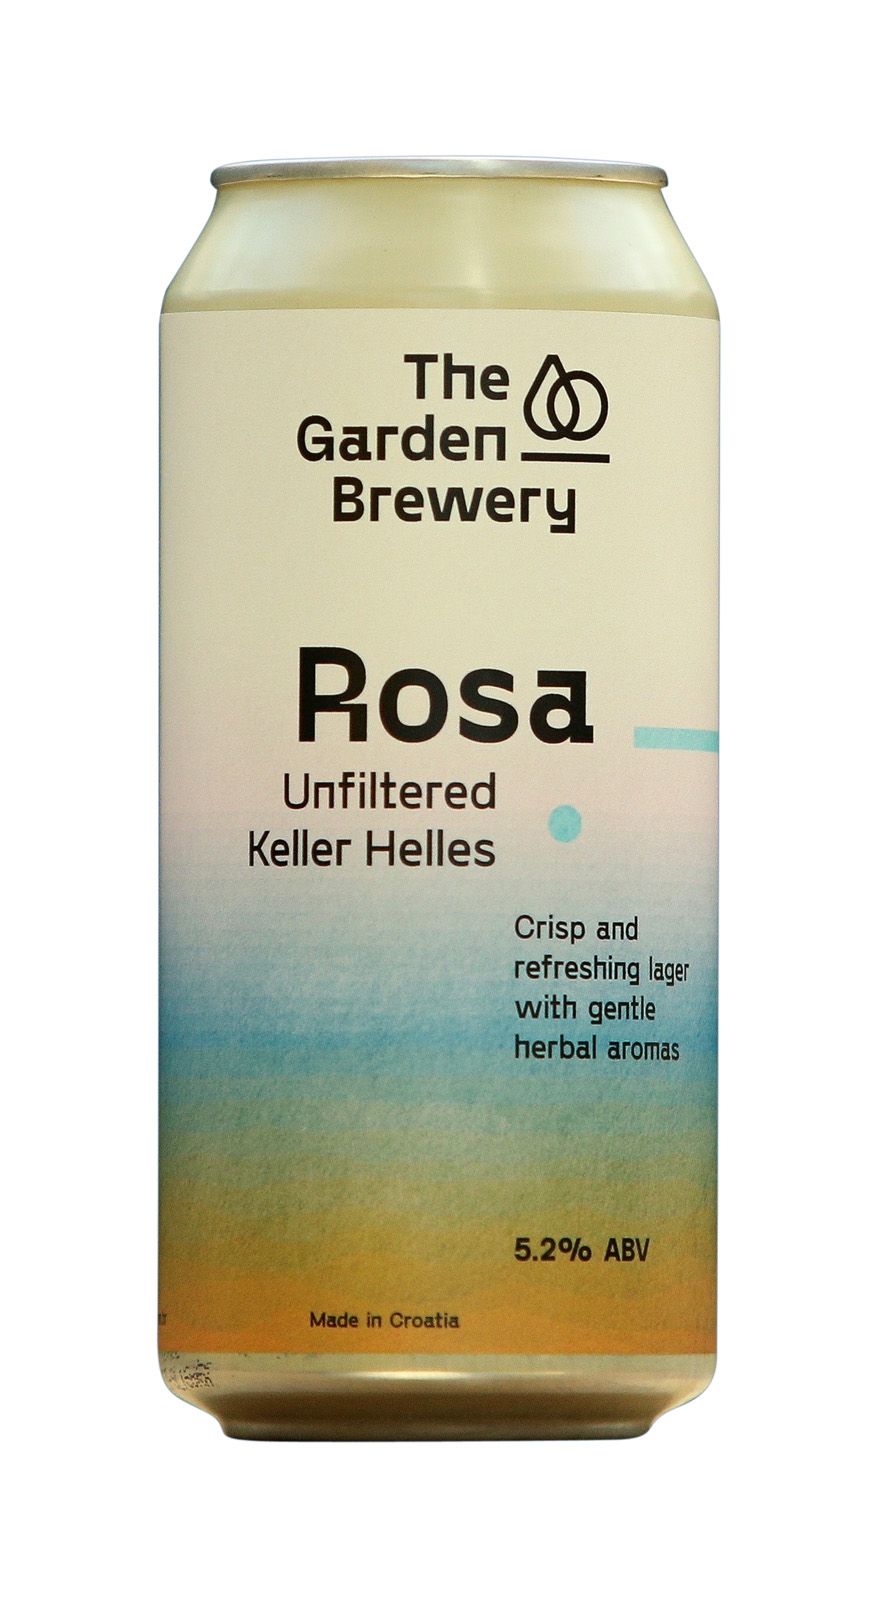 The
Garden
Brewery
Rosa
Unfiltered
Keller Helles
Crisp and
refreshing lager
with gentle
herbal aromas
5.2% ABV
Made in Croatia